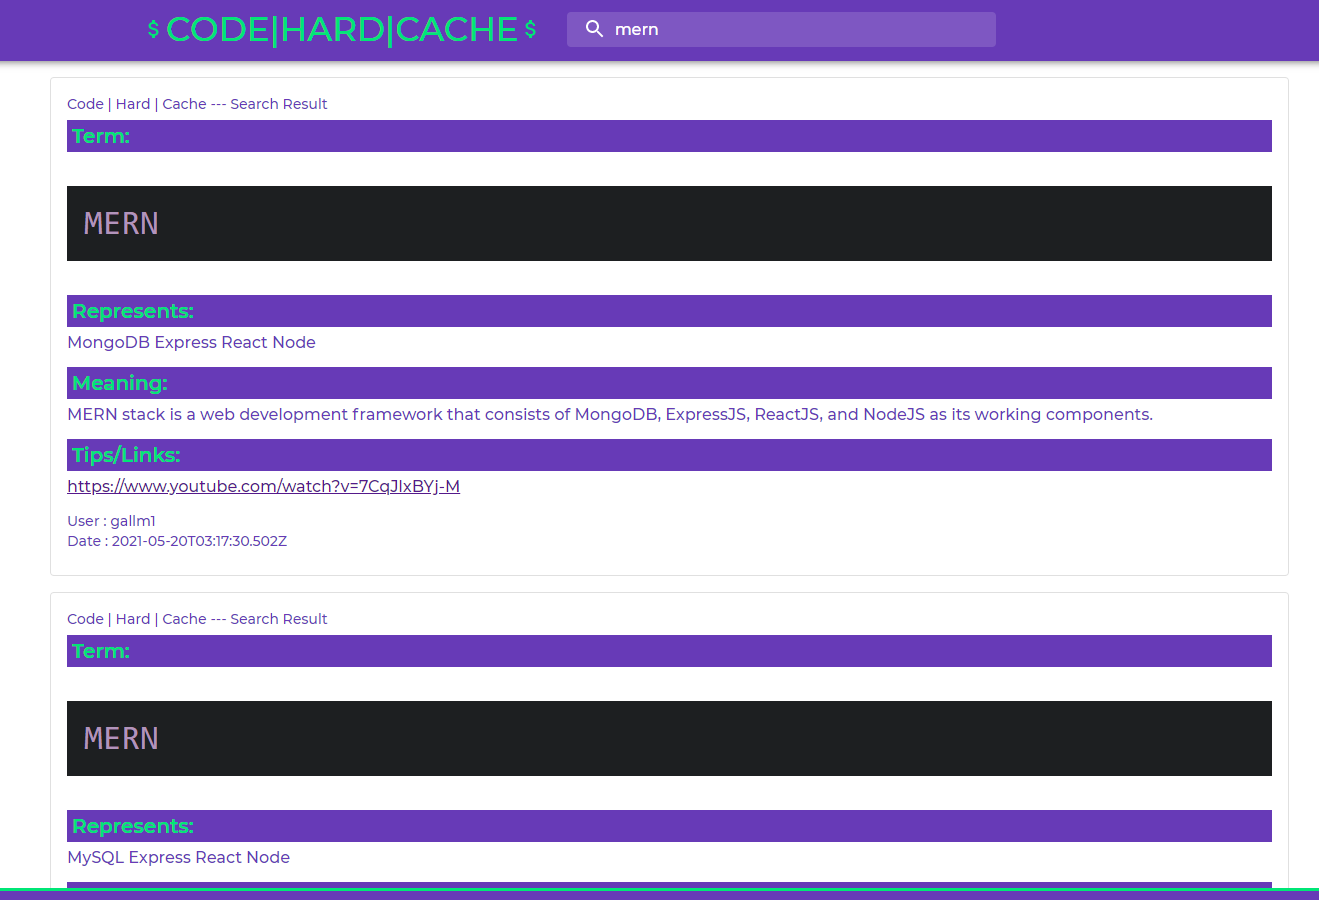 $ CODE|HARD|CACHE $ mern
Code | Hard | Cache --- Search Result
Term:
MERN
Represents:
MongoDB Express React Node
Meaning:
MERN stack is a web development framework that consists of MongoDB, ExpressJS, ReactJS, and NodeJS as its working components.
Tips/Links:
https://www.youtube.com/watch?v=7CqJlxBYj-M
User : gallm1
Date : 2021-05-20T03:17:30.502Z
Code | Hard | Cache --- Search Result
Term:
MERN
Represents:
MySQL Express React Node